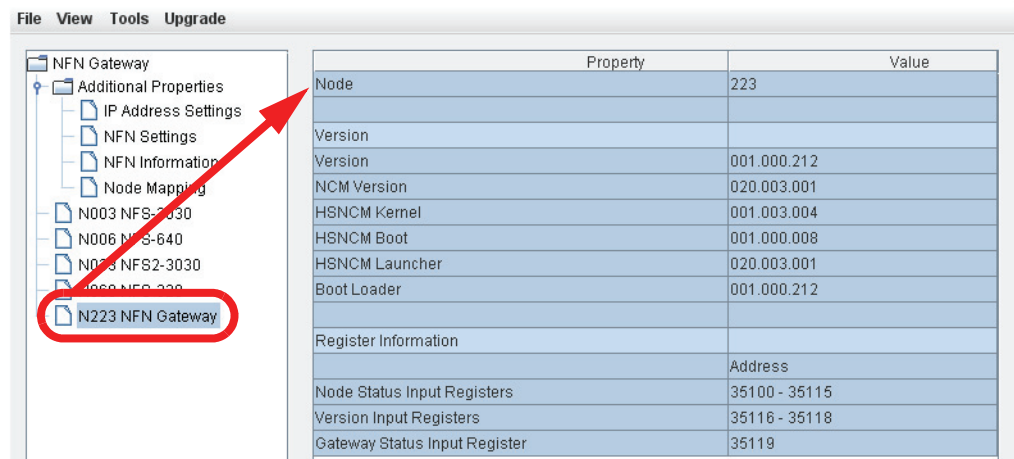 File View Tools Upgrade
NFN Gateway
Additional Properties
IP Address Settings
NFN Settings
NFN Information
Node Mapping
N003 NFS-3030
N006 NFS-640
NFS2-3030
N223 NFN Gateway
Property Value
Node 223
Version
Version 001.000.212
NCM Version 020.003.001
HSNCM Kernel 001.003.004
HSNCM Boot 001.000.008
HSNCM Launcher 020.003.001
Boot Loader 001.000.212
Register Information
Address
Node Status Input Registers 35100 - 35115
Version Input Registers 35116 - 35118
Gateway Status Input Register 35119